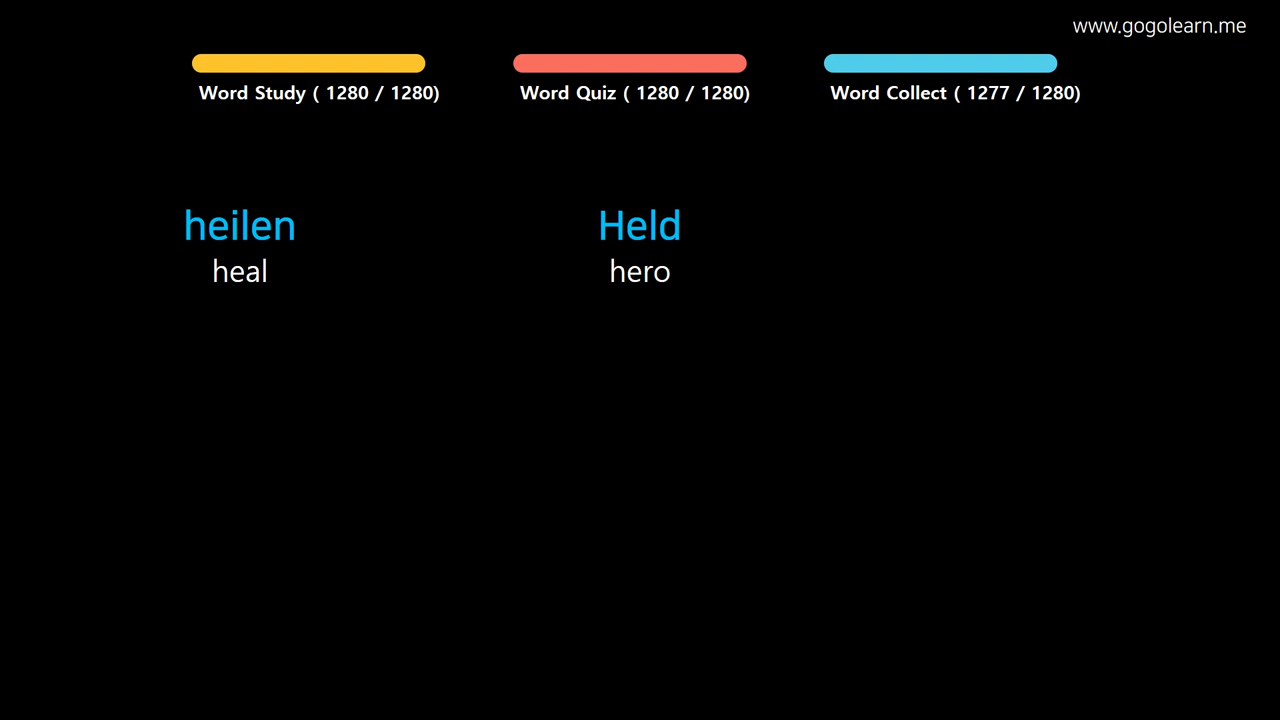 www.gogolearn.me
Word Study ( 1280 / 1280)
Word Quiz ( 1280 / 1280)
Word Collect ( 1277 / 1280)
heilen
heal
Held
hero